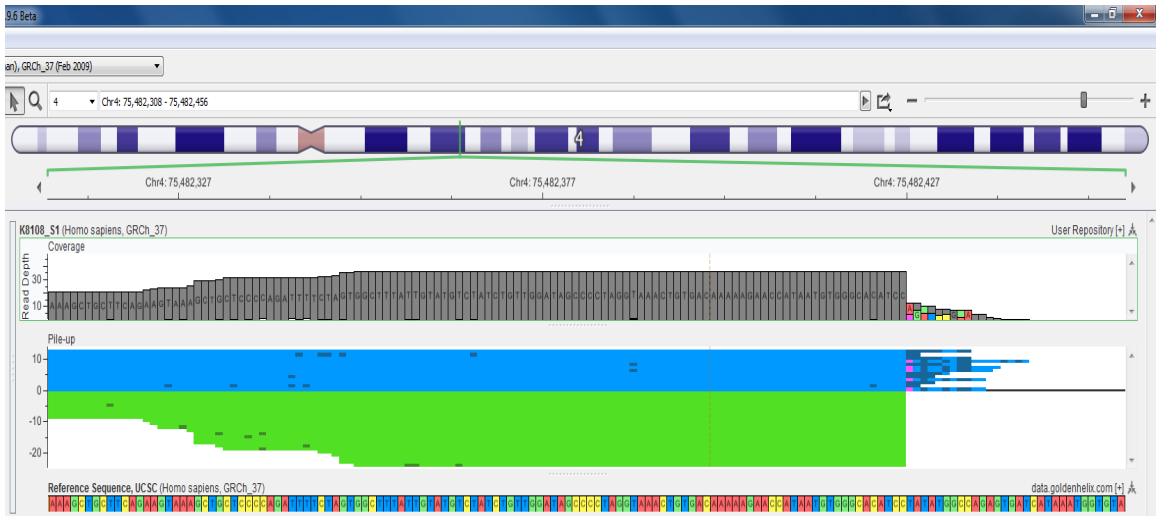 .9.6 Beta
an), GRCh_37 (Feb 2009)
4 Chr4: 75,482,308 - 75,482,456
4
Chr4: 75,482,327 Chr4: 75,482,377 Chr4: 75,482,427
K8108_S1 (Homo sapiens, GRCh_37) User Repository [+]
Coverage
Read Depth
30
10
AAAGCTGCTTCAGAAGTAAAGCTGCTCCCCAGATTTTCTAGTGGCTTTATTGTATGTCTATCTGTTGGATAGCCCCTAGGTAAACTGTGACAAAAAGAACCATAATGTGGGCACATCC
Pile-up
10
0
-10
-20
Reference Sequence, UCSC (Homo sapiens, GRCh_37) data.goldenhelix.com [+]
AAAGCTGCTTCAGAAGTAAAGCTGCTCCCCAGATTTTCTAGTGGCTTTATTGTATGTCTATCTGTTGGATAGCCCCTAGGTAAACTGTGACAAAAAGAACCATAATGTGGGCACATCCTATATGGCCAGAGTGATCATAAATGGTGTA